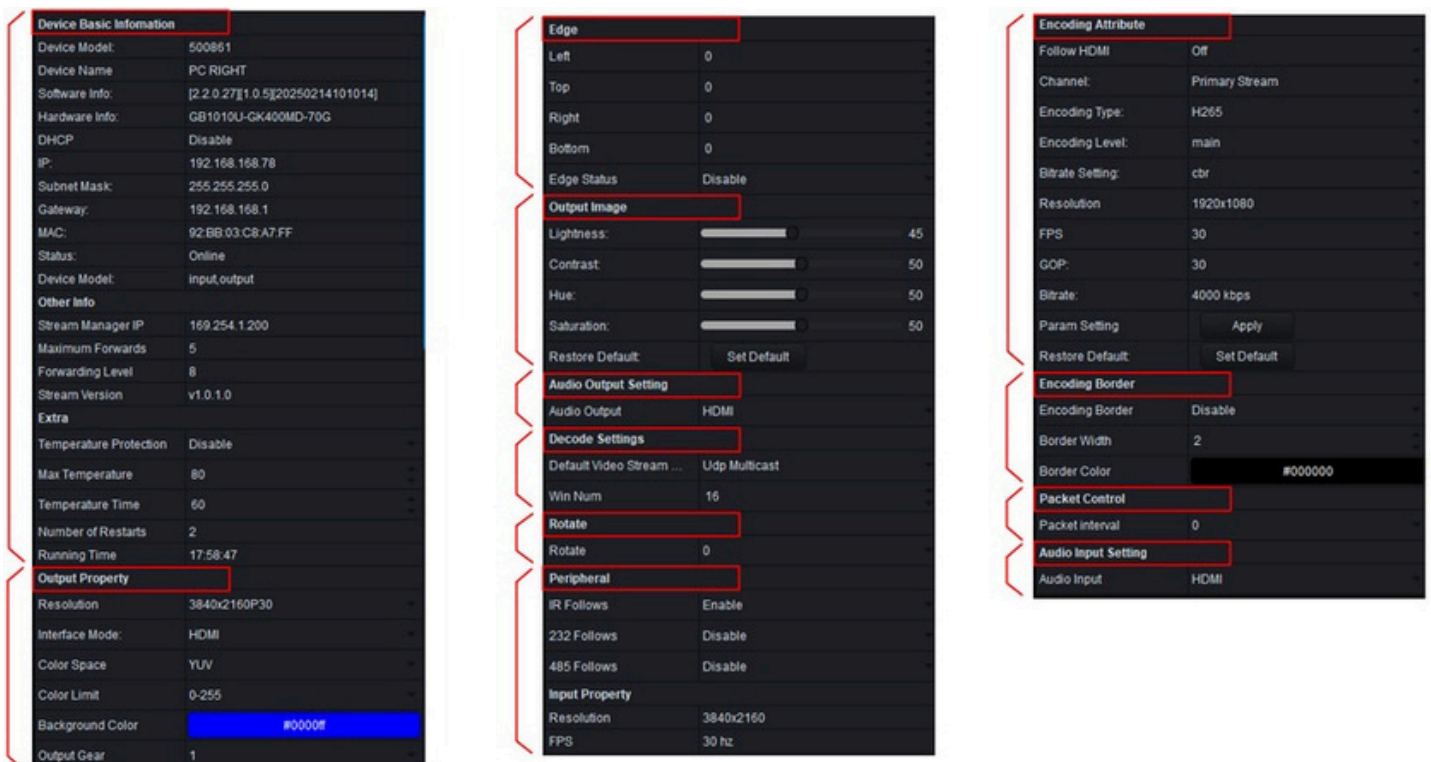 Device Basic Infomation
Device Model: 500861
Device Name PC RIGHT
Software Info: [2.2.0.27][1.0.5][20250214101014]
Hardware Info: GB1010U-GK400MD-70G
DHCP Disable
IP: 192.168.168.78
Subnet Mask: 255.255.255.0
Gateway: 192.168.168.1
MAC: 92:BB:03:C8:A7:FF
Status: Online
Device Model: input,output
Other Info
Stream Manager IP 169.254.1.200
Maximum Forwards 5
Forwarding Level 8
Stream Version v1.0.1.0
Extra
Temperature Protection Disable
Max Temperature 80
Temperature Time 60
Number of Restarts 2
Running Time 17:58:47
Output Property
Resolution 3840x2160P30
Interface Mode: HDMI
Color Space YUV
Color Limit 0-255
Background Color #0000ff
Output Gear 1
Edge
Left 0
Top 0
Right 0
Bottom 0
Edge Status Disable
Output Image
Lightness: 45
Contrast: 50
Hue: 50
Saturation: 50
Restore Default: Set Default
Audio Output Setting
Audio Output HDMI
Decode Settings
Default Video Stream ... Udp Multicast
Win Num 16
Rotate
Rotate 0
Peripheral
IR Follows Enable
232 Follows Disable
485 Follows Disable
Input Property
Resolution 3840x2160
FPS 30 hz
Encoding Attribute
Follow HDMI Off
Channel: Primary Stream
Encoding Type: H265
Encoding Level: main
Bitrate Setting: cbr
Resolution 1920x1080
FPS 30
GOP: 30
Bitrate: 4000 kbps
Param Setting Apply
Restore Default: Set Default
Encoding Border
Encoding Border Disable
Border Width 2
Border Color #000000
Packet Control
Packet interval 0
Audio Input Setting
Audio Input HDMI